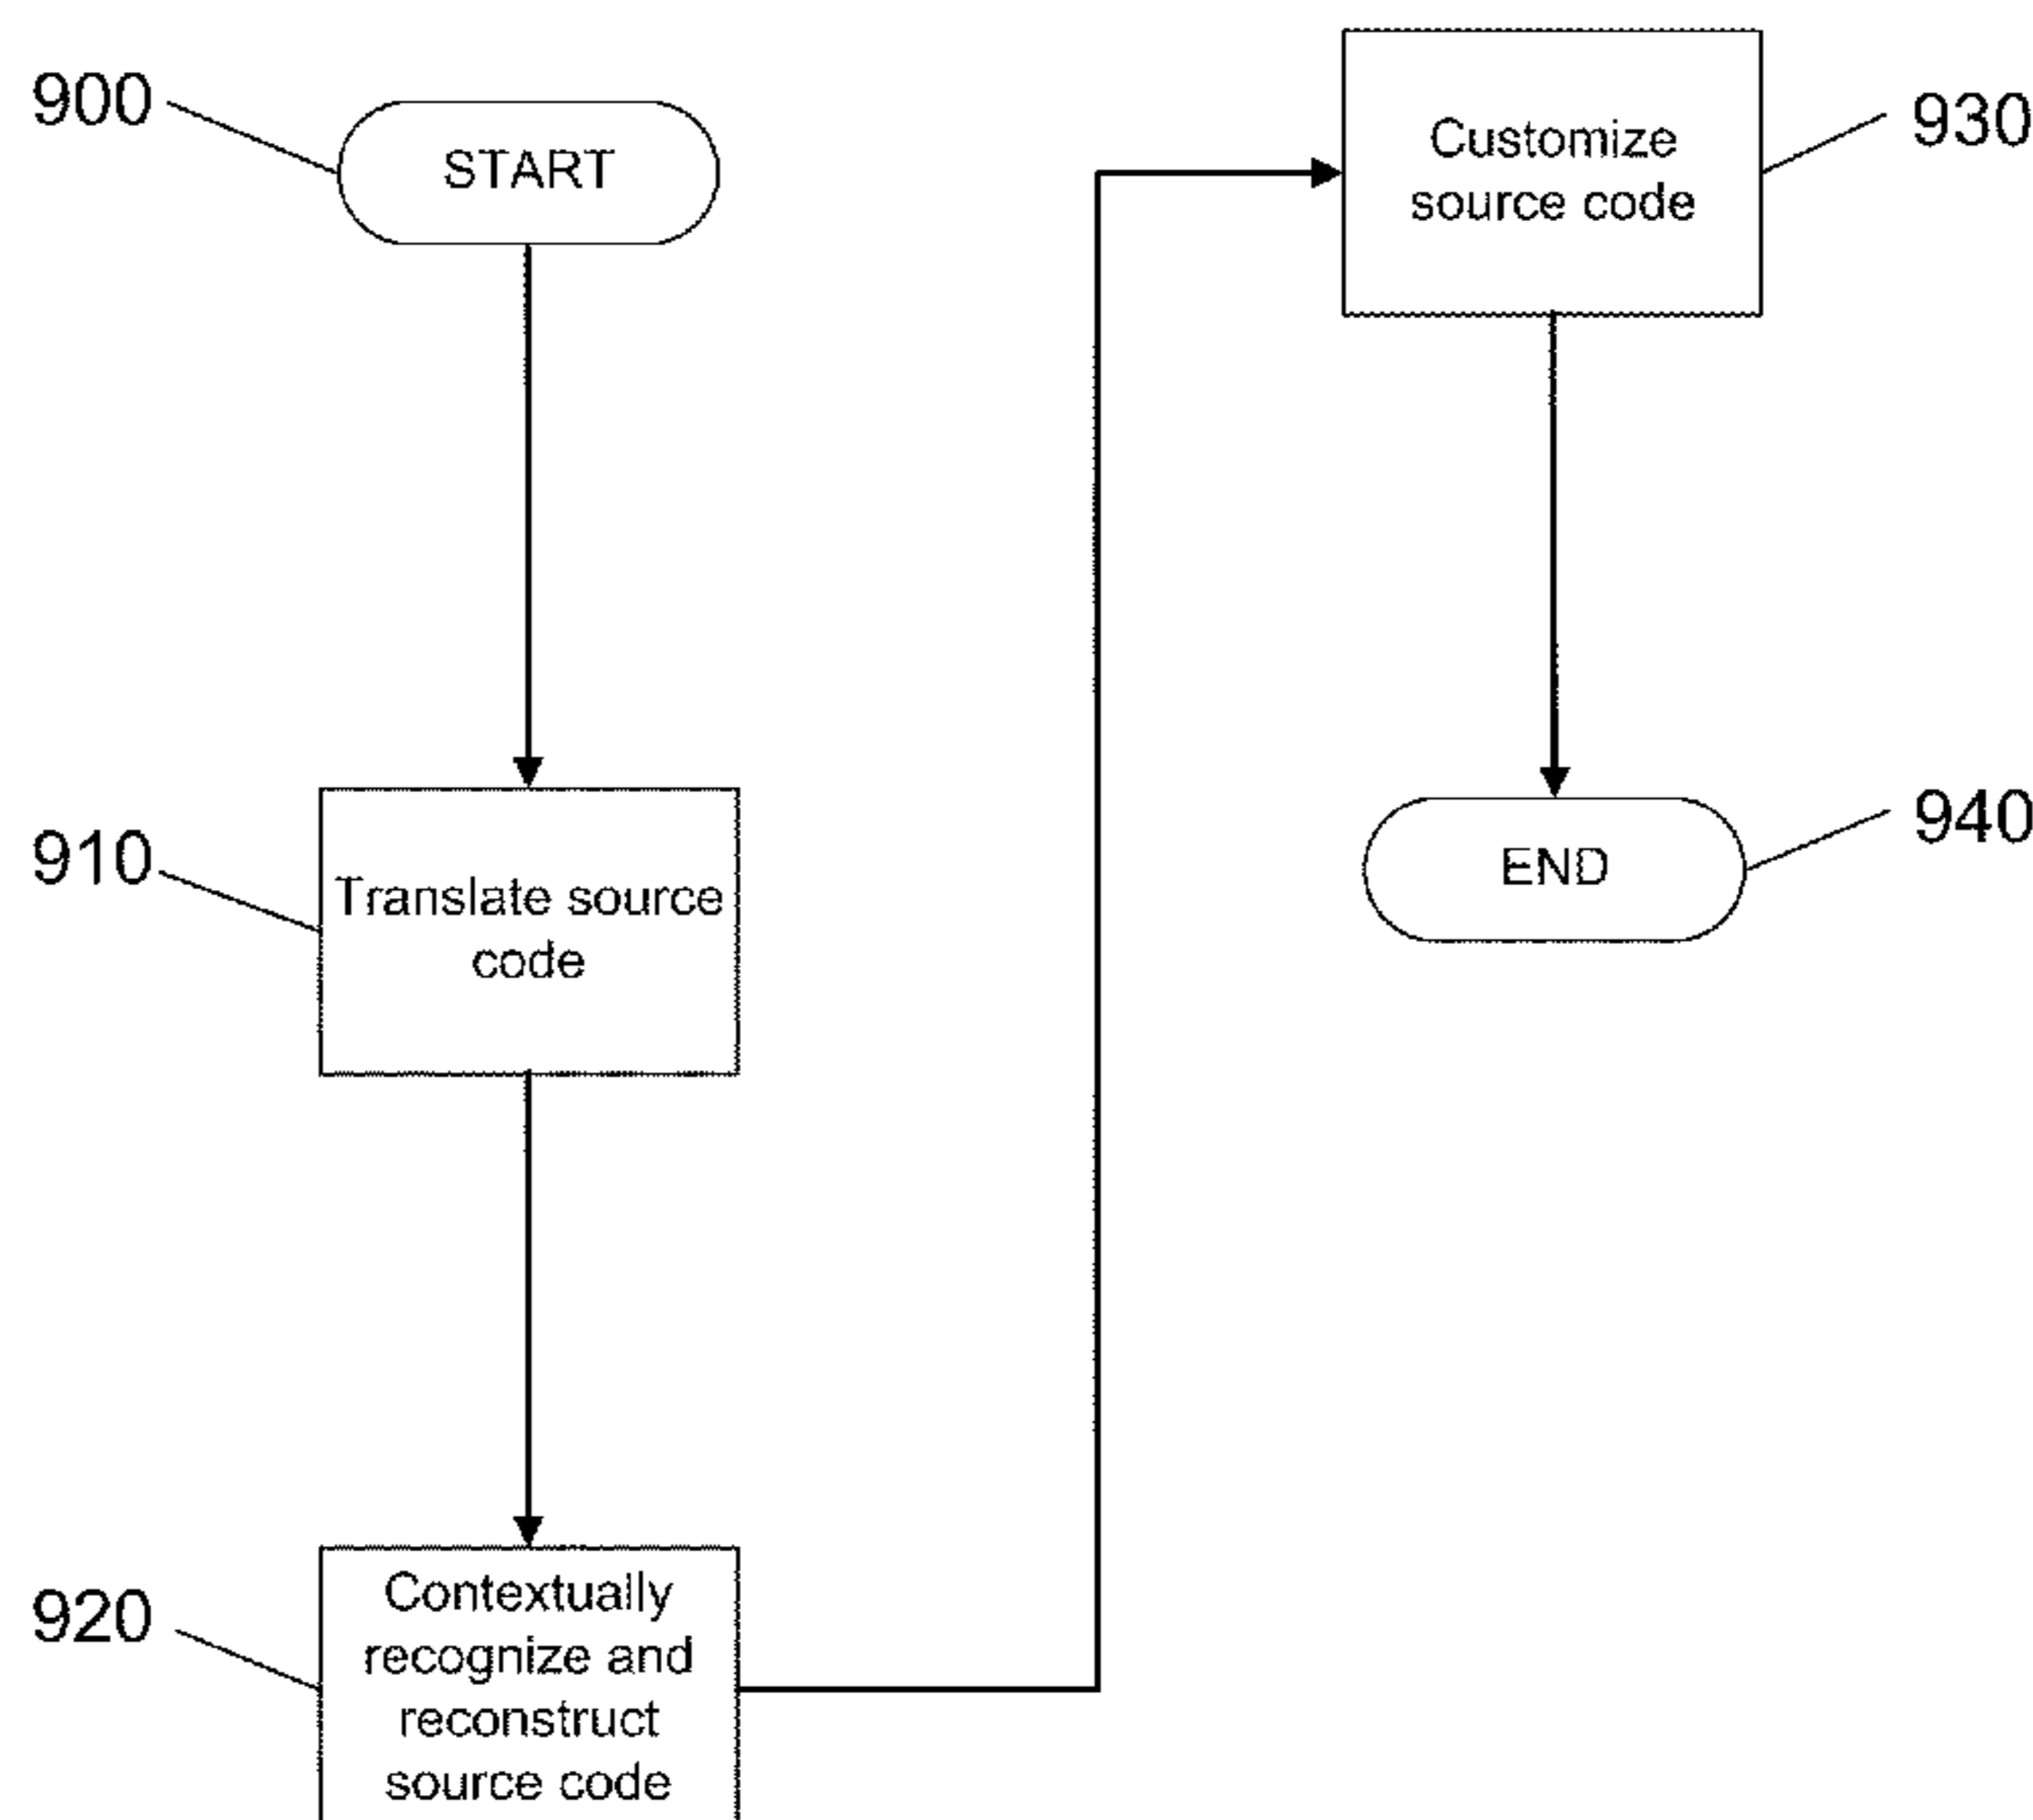 900
START
910
Translate source
code
920
Contextually
recognize and
reconstruct
source code
930
Customize
source code
940
END